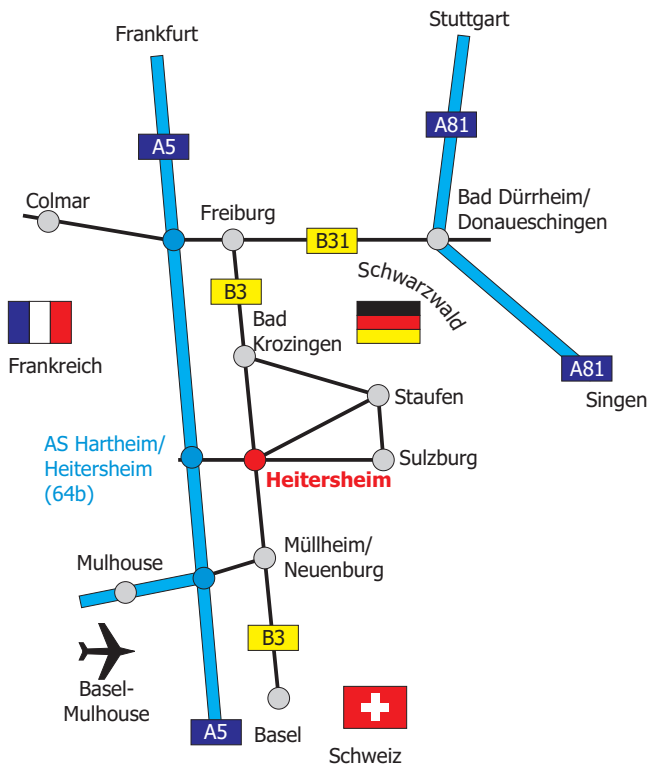 Stuttgart
Frankfurt
A81
A5
Colmar
Freiburg
Bad Dürrheim/
Donaueschingen
B31
Schwarzwald
B3
Bad
Krozingen
Frankreich
A81
Singen
Staufen
AS Hartheim/
Heitersheim
(64b)
Sulzburg
Heitersheim
Müllheim/
Neuenburg
Mulhouse
B3
Basel-
Mulhouse
A5
Basel
Schweiz